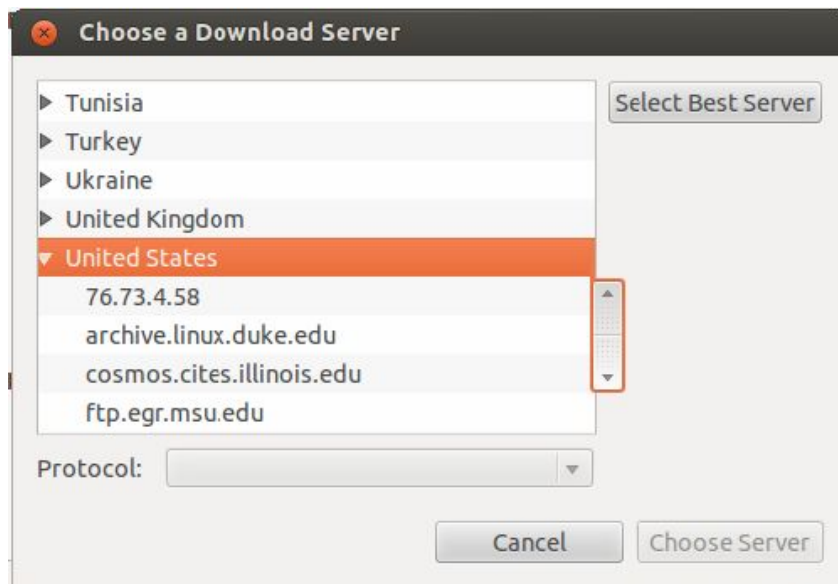 Choose a Download Server
Tunisia
Select Best Server
Turkey
Ukraine
United Kingdom
United States
76.73.4.58
archive.linux.duke.edu
cosmos.cites.illinois.edu
ftp.egr.msu.edu
Protocol:
Cancel
Choose Server